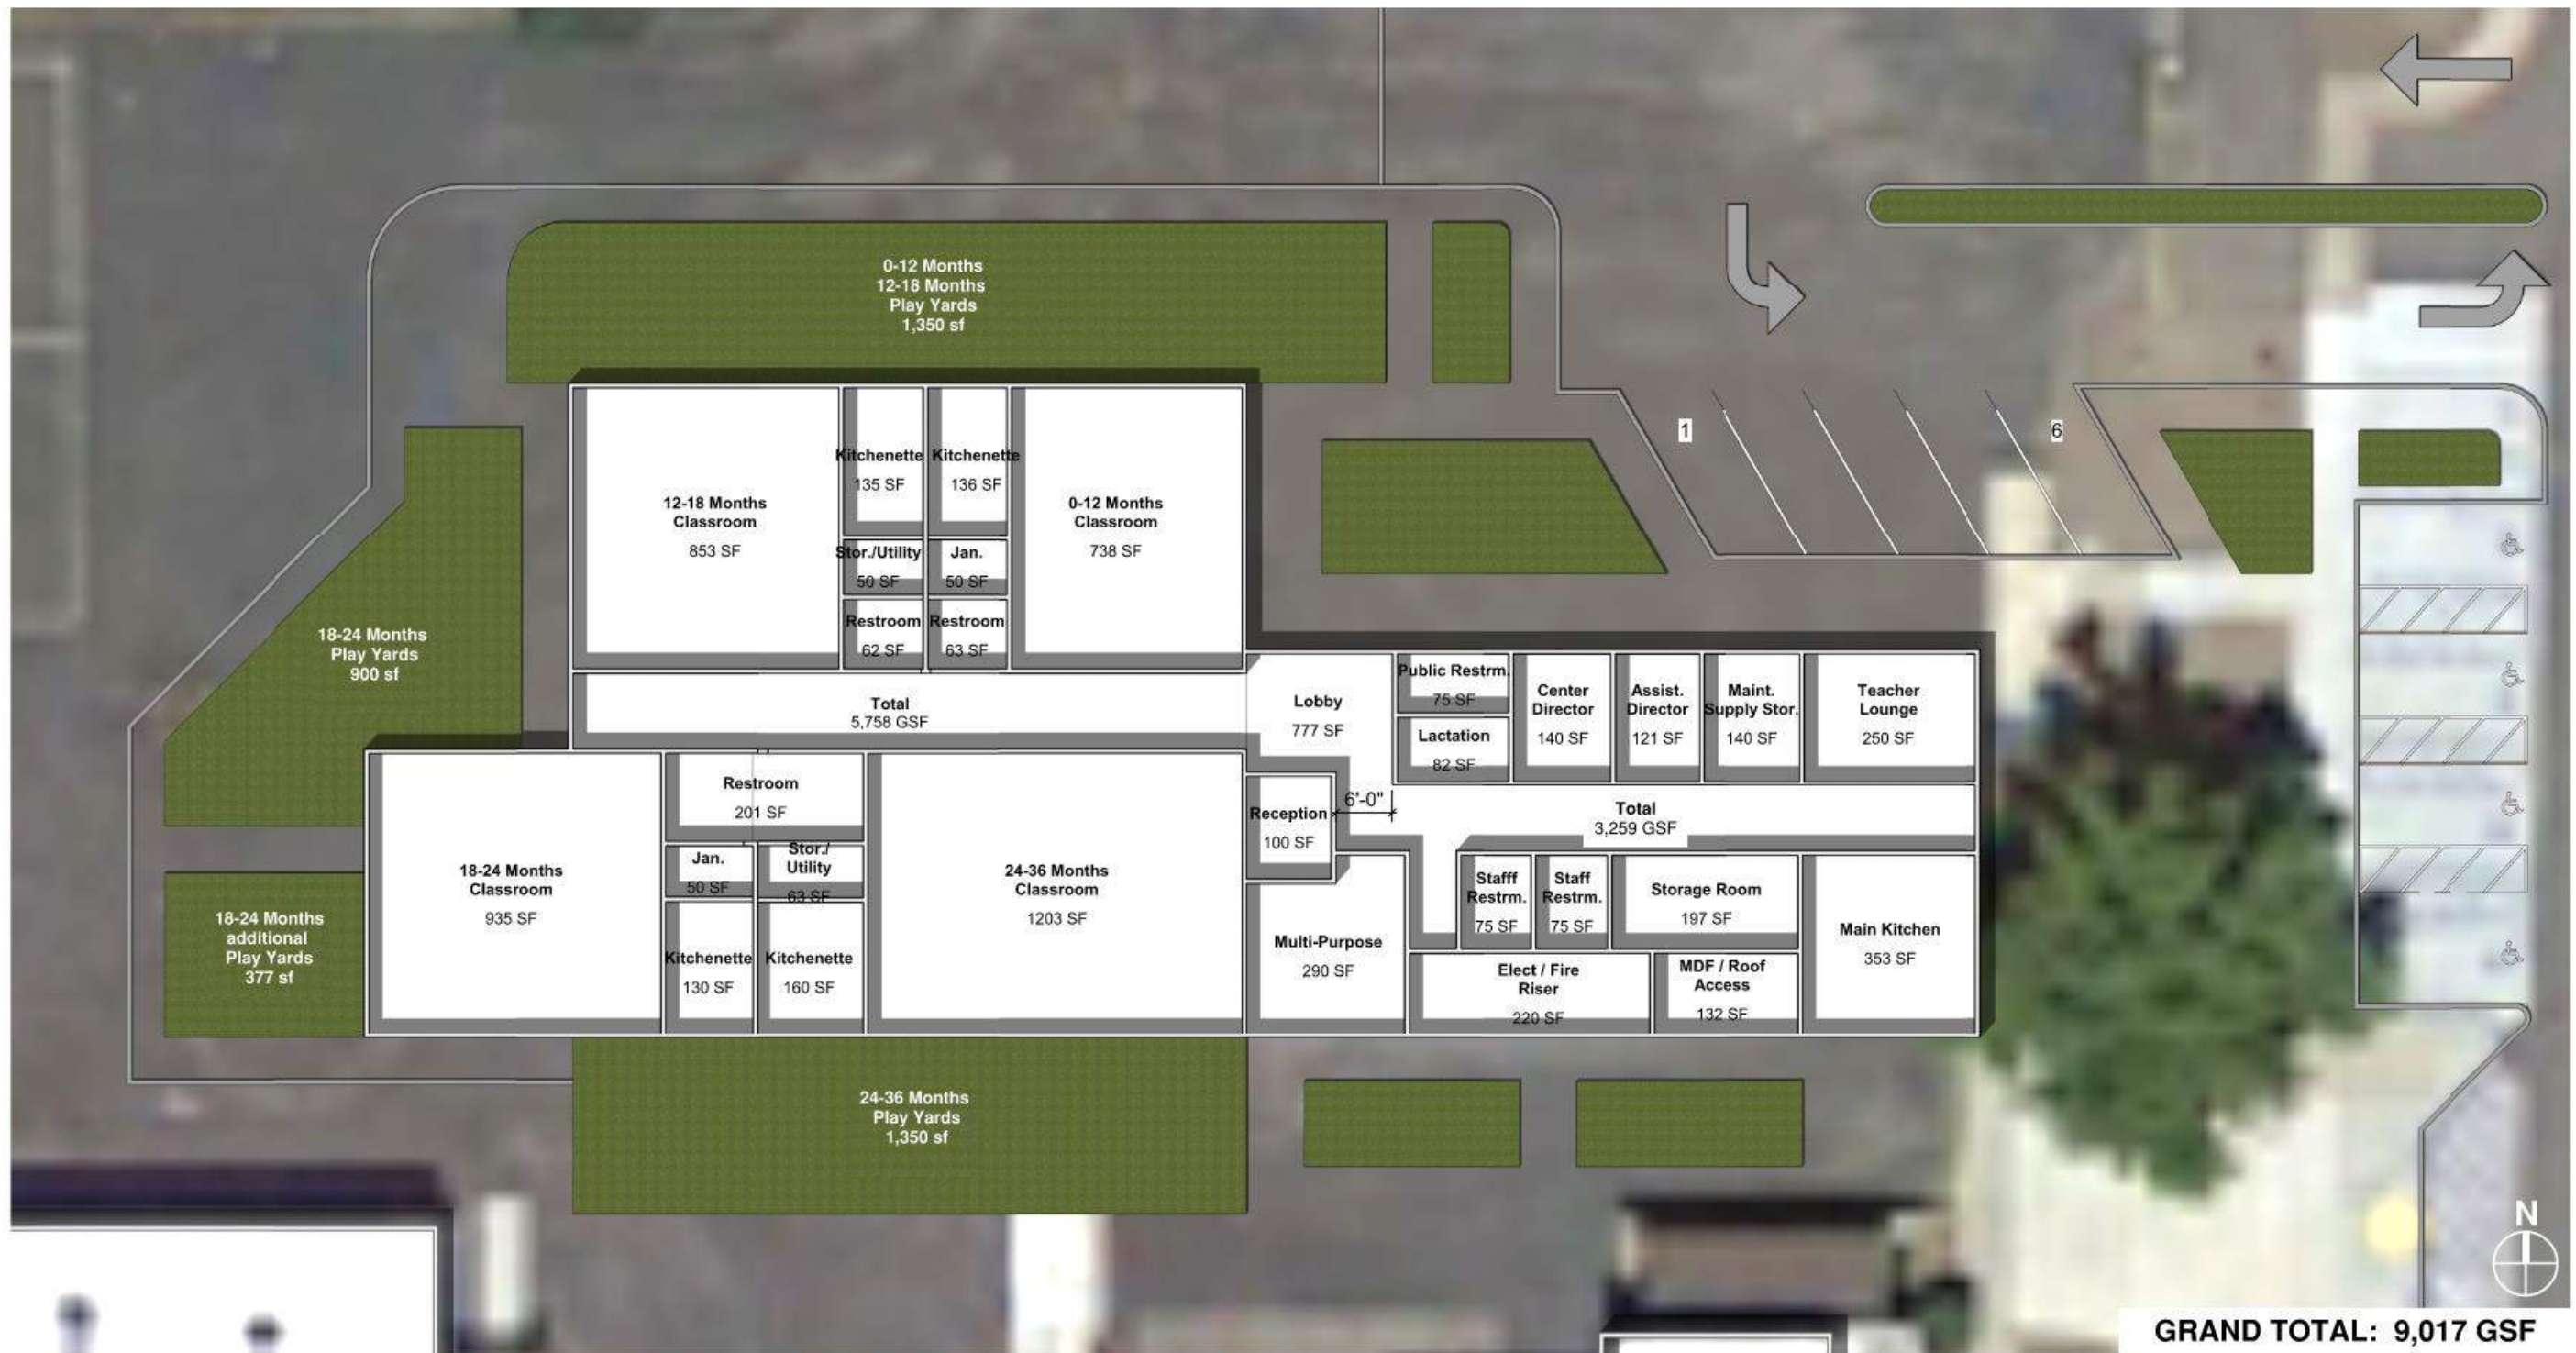 0-12 Months
12-18 Months
Play Yards
1,350 sf
1
6
12-18 Months
Classroom
853 SF
Kitchenette
135 SF
Kitchenette
136 SF
0-12 Months
Classroom
738 SF
Stor./Utility
50 SF
Jan.
50 SF
Restroom
62 SF
Restroom
63 SF
18-24 Months
Play Yards
900 sf
Total
5,758 GSF
Lobby
777 SF
Public Restrm.
75 SF
Lactation
82 SF
Center
Director
140 SF
Assist.
Director
121 SF
Maint.
Supply Stor.
140 SF
Teacher
Lounge
250 SF
Restroom
201 SF
Reception
100 SF
6'-0"
Total
3,259 GSF
18-24 Months
Classroom
935 SF
Jan.
50 SF
Stor./
Utility
63 SF
24-36 Months
Classroom
1203 SF
Stafff
Restrm.
75 SF
Staff
Restrm.
75 SF
Storage Room
197 SF
Main Kitchen
353 SF
18-24 Months
additional
Play Yards
377 sf
Kitchenette
130 SF
Kitchenette
160 SF
Multi-Purpose
290 SF
Elect / Fire
Riser
220 SF
MDF / Roof
Access
132 SF
24-36 Months
Play Yards
1,350 sf
N
GRAND TOTAL: 9,017 GSF